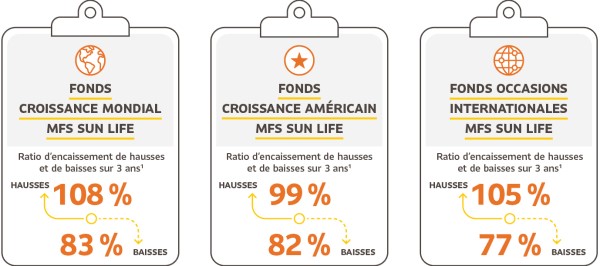 FONDS
CROISSANCE MONDIAL
MFS SUN LIFE
Ratio d'encaissement de hausses
et de baisses sur 3 ans¹
HAUSSES 108 %
83 % BAISSES
FONDS
CROISSANCE AMÉRICAIN
MFS SUN LIFE
Ratio d'encaissement de hausses
et de baisses sur 3 ans¹
HAUSSES 99 %
82 % BAISSES
FONDS OCCASIONS
INTERNATIONALES
MFS SUN LIFE
Ratio d'encaissement de hausses
et de baisses sur 3 ans¹
HAUSSES 105 %
77 % BAISSES